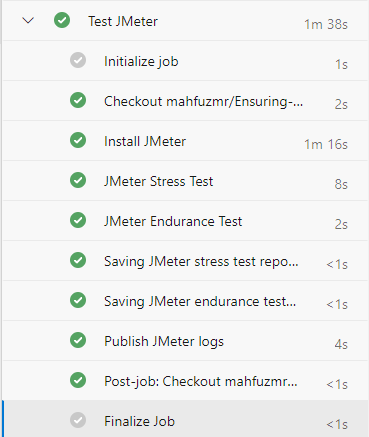 Test JMeter 1m 38s
Initialize job 1s
Checkout mahfuzmr/Ensuring-... 2s
Install JMeter 1m 16s
JMeter Stress Test 8s
JMeter Endurance Test 2s
Saving JMeter stress test repo... <1s
Saving JMeter endurance test... <1s
Publish JMeter logs 4s
Post-job: Checkout mahfuzmr... <1s
Finalize Job <1s